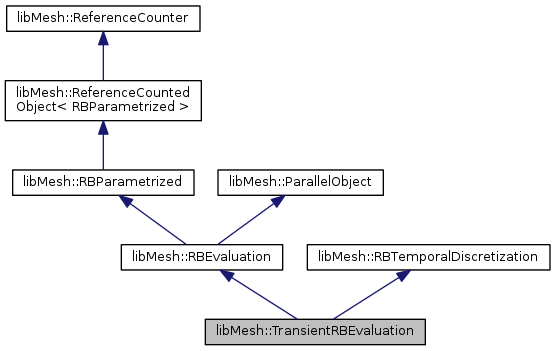 libMesh::ReferenceCounter
libMesh::ReferenceCounted
Object< RBParametrized >
libMesh::RBParametrized
libMesh::ParallelObject
libMesh::RBEvaluation
libMesh::RBTemporalDiscretization
libMesh::TransientRBEvaluation